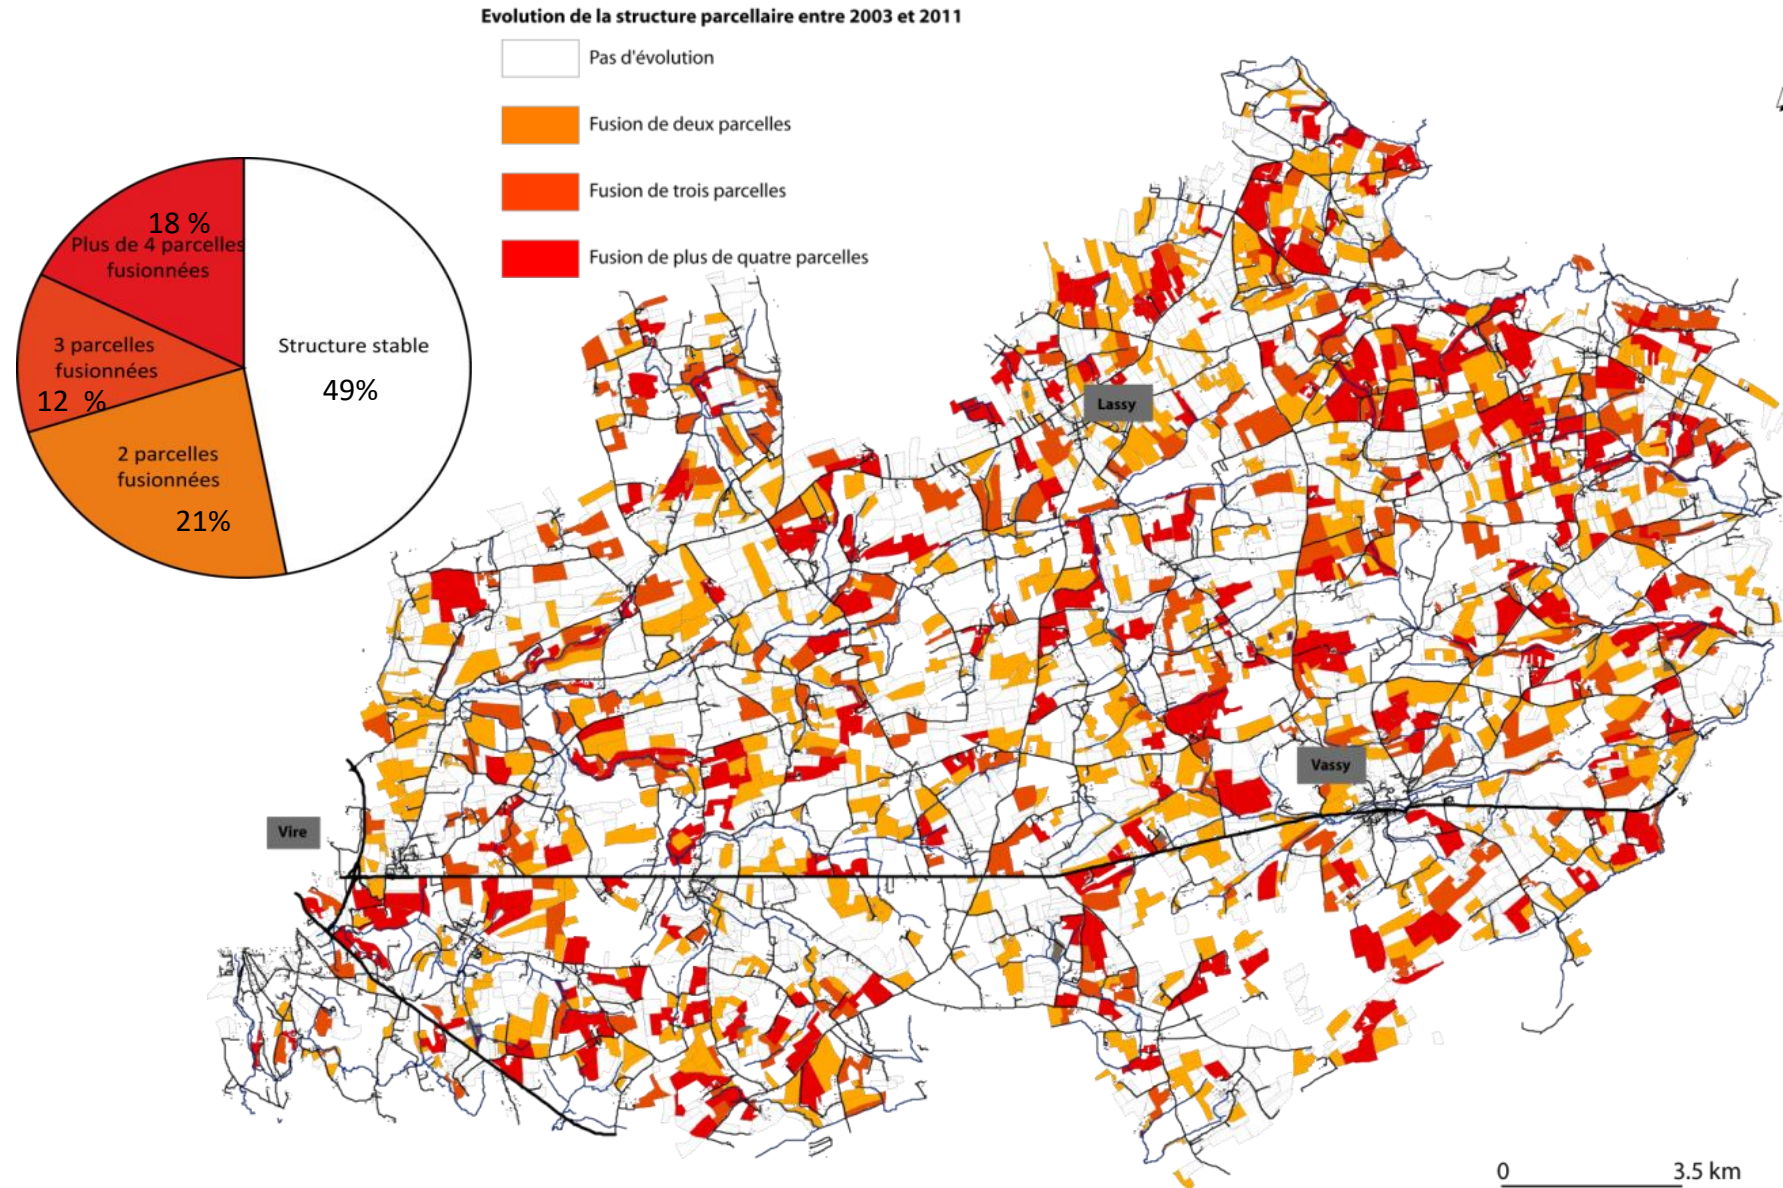 Evolution de la structure parcellaire entre 2003 et 2011
Pas d'évolution
Fusion de deux parcelles
Fusion de trois parcelles
Fusion de plus de quatre parcelles
18 %
Plus de 4 parcelles
fusionnées
3 parcelles
fusionnées
12 %
2 parcelles
fusionnées
21%
Structure stable
49%
Lassy
Vassy
Vire
0 3.5 km